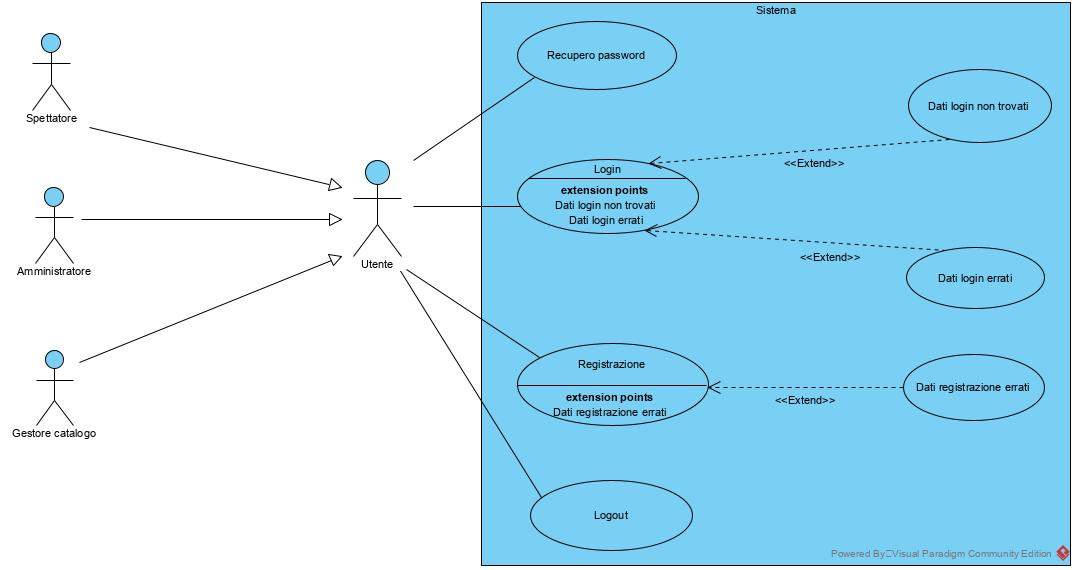 Sistema
Spettatore
Amministratore
Gestore catalogo
Utente
Recupero password
Login
extension points
Dati login non trovati
Dati login errati
Dati login non trovati
<<Extend>>
<<Extend>>
Dati login errati
Registrazione
extension points
Dati registrazione errati
<<Extend>>
Dati registrazione errati
Logout
Powered By Visual Paradigm Community Edition